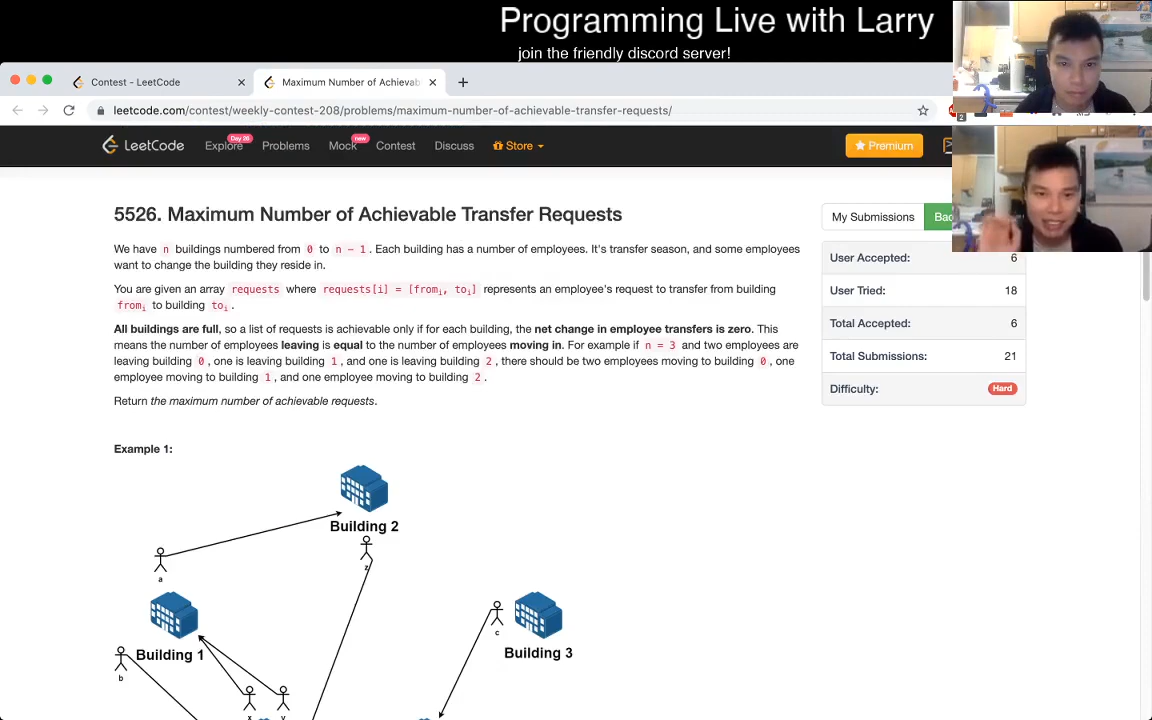 Programming Live with Larry
join the friendly discord server!
Contest - LeetCode
Maximum Number of Achievab
leetcode.com/contest/weekly-contest-208/problems/maximum-number-of-achievable-transfer-requests/
2
LeetCode
Explore
Day 26
Problems
Mock
new
Contest
Discuss
Store
Premium
5526. Maximum Number of Achievable Transfer Requests
My Submissions
Bac
We have n buildings numbered from 0 to n - 1. Each building has a number of employees. It's transfer season, and some employees
want to change the building they reside in.
You are given an array requests where requests[i] = [fromi, toi] represents an employee's request to transfer from building
fromi to building toi.
All buildings are full, so a list of requests is achievable only if for each building, the net change in employee transfers is zero. This
means the number of employees leaving is equal to the number of employees moving in. For example if n = 3 and two employees are
leaving building 0, one is leaving building 1, and one is leaving building 2, there should be two employees moving to building 0, one
employee moving to building 1, and one employee moving to building 2.
Return the maximum number of achievable requests.
User Accepted: 6
User Tried: 18
Total Accepted: 6
Total Submissions: 21
Difficulty: Hard
Example 1:
Building 2
a
z
Building 1
c
Building 3
b
x
y